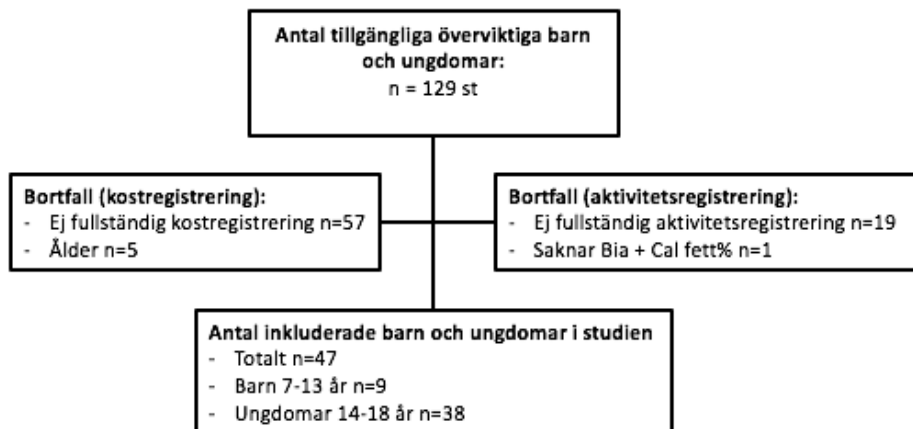 Antal tillgängliga överviktiga barn
och ungdomar:
n = 129 st
Bortfall (kostregistrering):
- Ej fullständig kostregistrering n=57
- Ålder n=5
Bortfall (aktivitetsregistrering):
- Ej fullständig aktivitetsregistrering n=19
- Saknar Bia + Cal fett% n=1
Antal inkluderade barn och ungdomar i studien
- Totalt n=47
- Barn 7-13 år n=9
- Ungdomar 14-18 år n=38